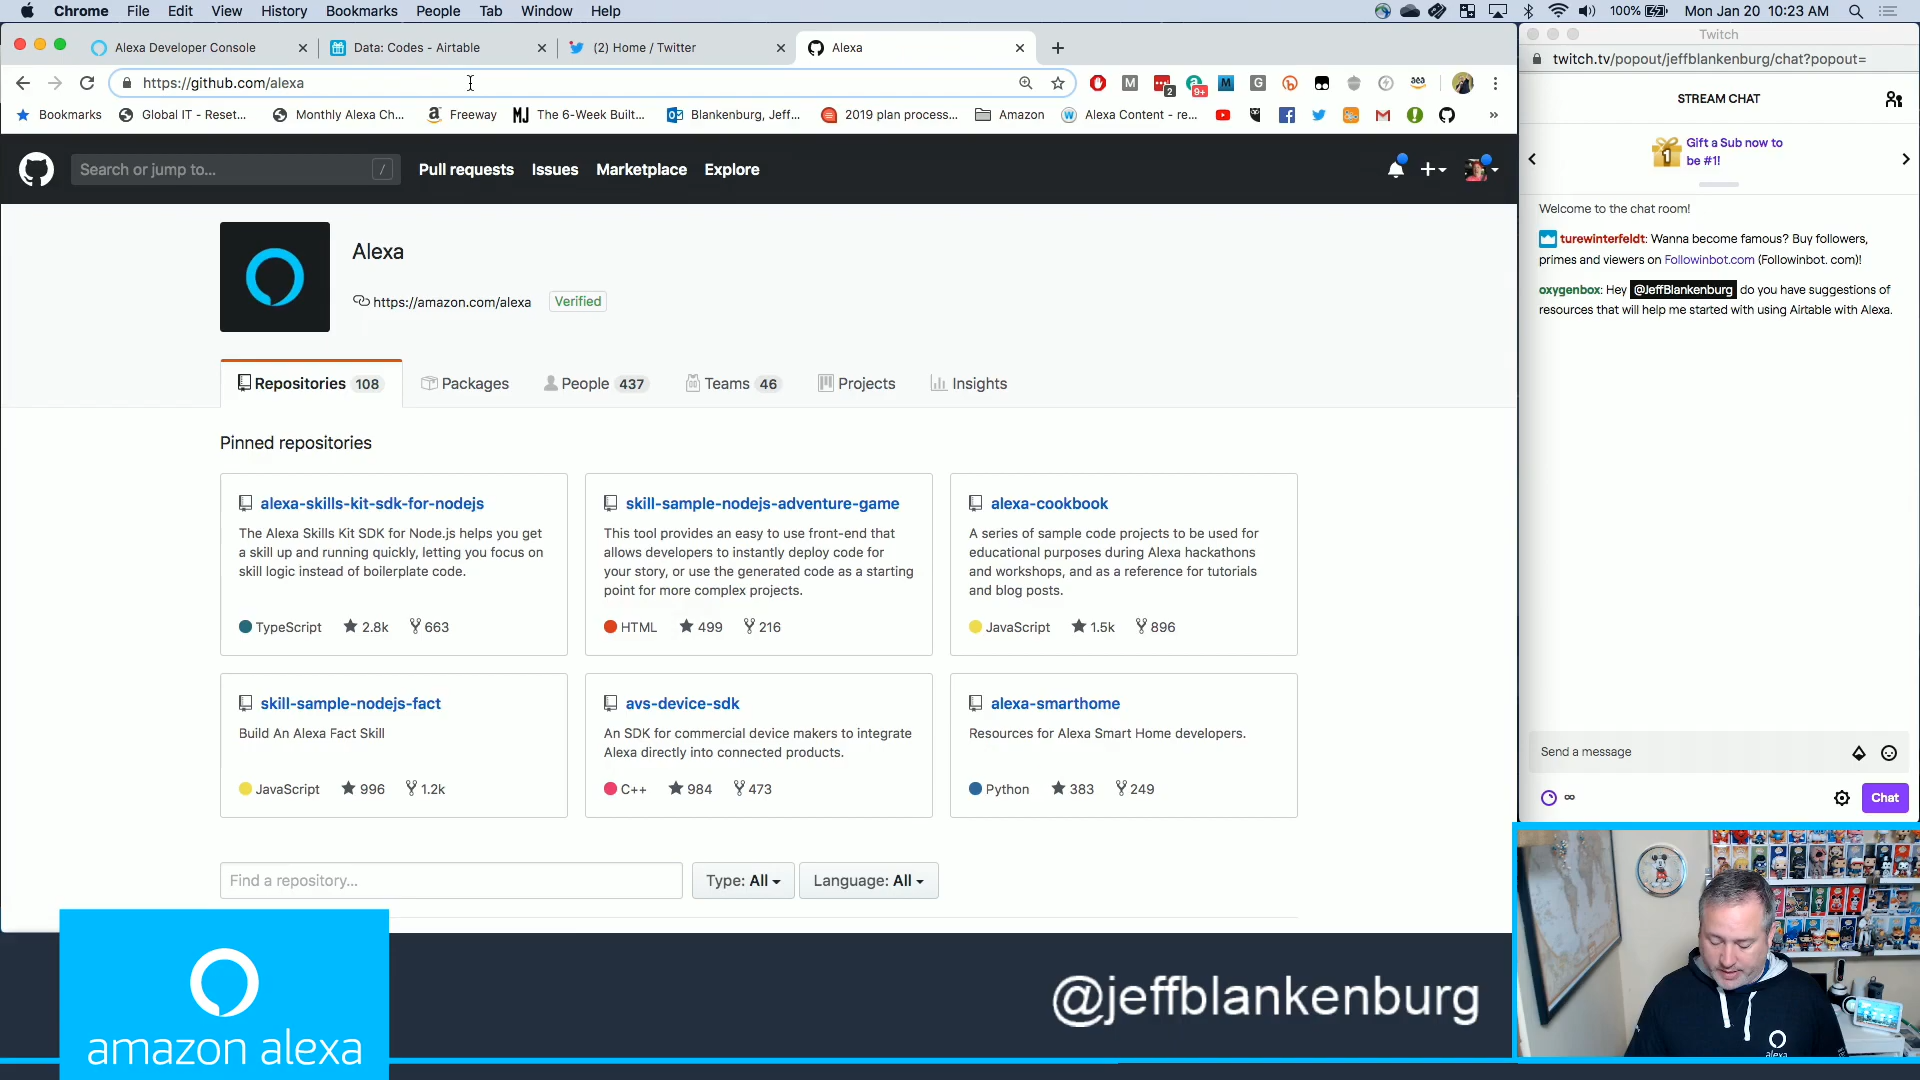 Chrome File Edit View History Bookmarks People Tab Window Help
100% Mon Jan 20 10:23 AM
Alexa Developer Console
Data: Codes - Airtable
(2) Home / Twitter
Alexa
https://github.com/alexa
2
9+
Bookmarks
Global IT - Reset...
Monthly Alexa Ch...
Freeway
The 6-Week Built...
Blankenburg, Jeff...
2019 plan process...
Amazon
Alexa Content - re...
Search or jump to...
/
Pull requests Issues Marketplace Explore
Alexa
https://amazon.com/alexa Verified
Repositories 108
Packages
People 437
Teams 46
Projects
Insights
Pinned repositories
alexa-skills-kit-sdk-for-nodejs
The Alexa Skills Kit SDK for Node.js helps you get
a skill up and running quickly, letting you focus on
skill logic instead of boilerplate code.
TypeScript 2.8k 663
skill-sample-nodejs-adventure-game
This tool provides an easy to use front-end that
allows developers to instantly deploy code for
your story, or use the generated code as a starting
point for more complex projects.
HTML 499 216
alexa-cookbook
A series of sample code projects to be used for
educational purposes during Alexa hackathons
and workshops, and as a reference for tutorials
and blog posts.
JavaScript 1.5k 896
skill-sample-nodejs-fact
Build An Alexa Fact Skill
JavaScript 996 1.2k
avs-device-sdk
An SDK for commercial device makers to integrate
Alexa directly into connected products.
C++ 984 473
alexa-smarthome
Resources for Alexa Smart Home developers.
Python 383 249
Find a repository...
Type: All
Language: All
Twitch
twitch.tv/popout/jeffblankenburg/chat?popout=
STREAM CHAT
1
Gift a Sub now to
be #1!
Welcome to the chat room!
turewinterfeldt: Wanna become famous? Buy followers,
primes and viewers on Followinbot.com (Followinbot. com)!
oxygenbox: Hey @JeffBlankenburg do you have suggestions of
resources that will help me started with using Airtable with Alexa.
Send a message
∞
Chat
amazon alexa
@jeffblankenburg
alexa